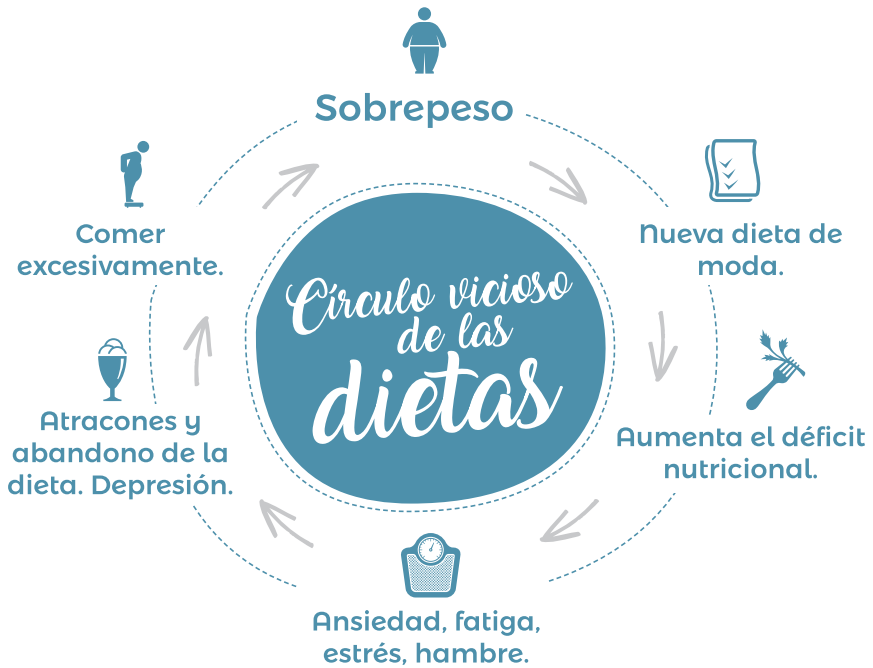 Sobrepeso
Nueva dieta de
moda.
Aumenta el déficit
nutricional.
Ansiedad, fatiga,
estrés, hambre.
Atracones y
abandono de la
dieta. Depresión.
Comer
excesivamente.
Círculo vicioso
de las
dietas